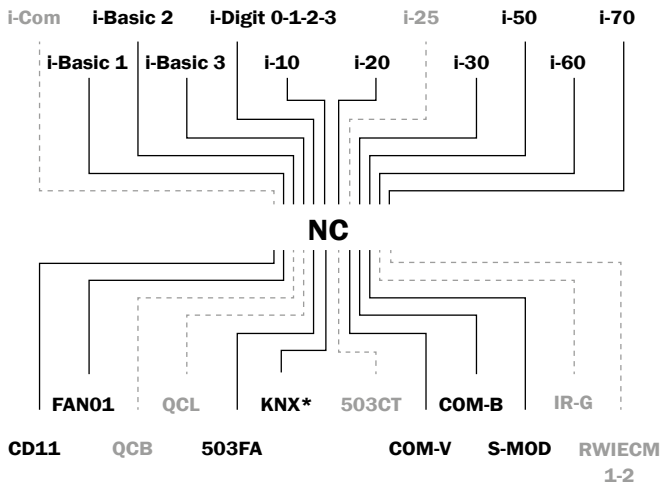 i-Com i-Basic 2 i-Digit 0-1-2-3 i-25 i-50 i-70
i-Basic 1 i-Basic 3 i-10 i-20 i-30 i-60
NC
FAN01 QCL KNX* 503CT COM-B IR-G
CD11 QCB 503FA COM-V S-MOD RWIECM
1-2